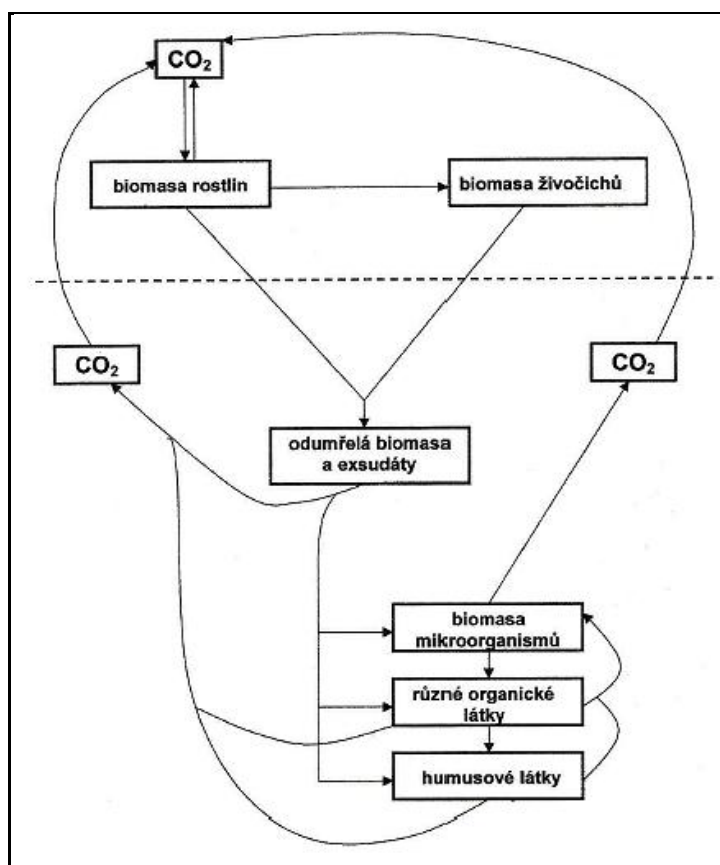 CO₂
biomasa rostlin
biomasa živočichů
CO₂
CO₂
odumřelá biomasa
a exsudáty
biomasa
mikroorganismů
různé organické
látky
humusové látky